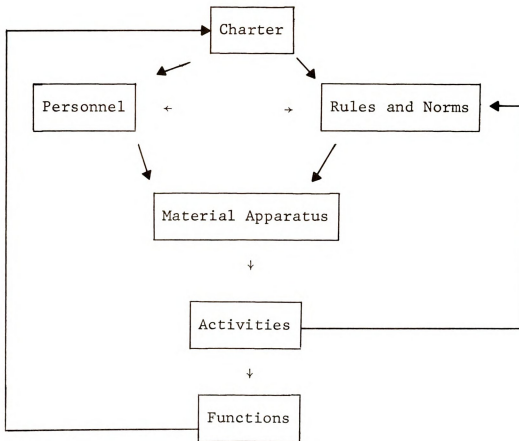 Charter
Personnel
Rules and Norms
Material Apparatus
Activities
Functions